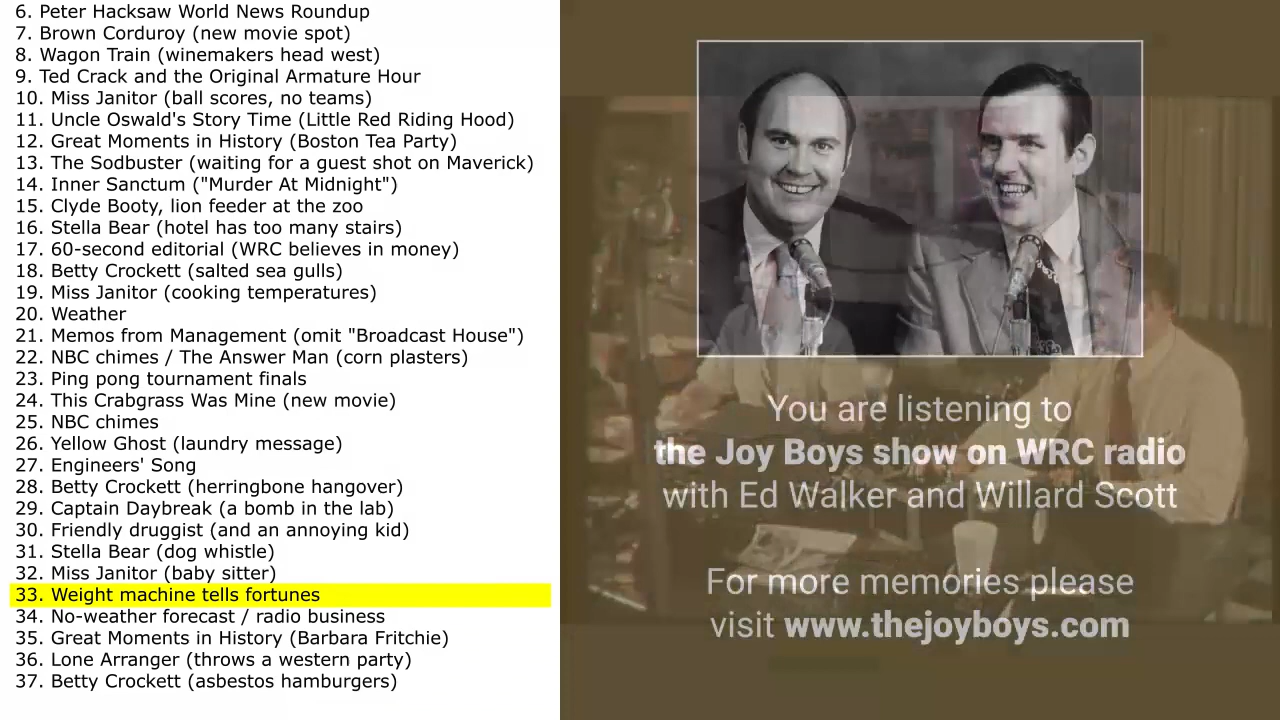 6. Peter Hacksaw World News Roundup
7. Brown Corduroy (new movie spot)
8. Wagon Train (winemakers head west)
9. Ted Crack and the Original Armature Hour
10. Miss Janitor (ball scores, no teams)
11. Uncle Oswald's Story Time (Little Red Riding Hood)
12. Great Moments in History (Boston Tea Party)
13. The Sodbuster (waiting for a guest shot on Maverick)
14. Inner Sanctum ("Murder At Midnight")
15. Clyde Booty, lion feeder at the zoo
16. Stella Bear (hotel has too many stairs)
17. 60-second editorial (WRC believes in money)
18. Betty Crockett (salted sea gulls)
19. Miss Janitor (cooking temperatures)
20. Weather
21. Memos from Management (omit "Broadcast House")
22. NBC chimes / The Answer Man (corn plasters)
23. Ping pong tournament finals
24. This Crabgrass Was Mine (new movie)
25. NBC chimes
26. Yellow Ghost (laundry message)
27. Engineers' Song
28. Betty Crockett (herringbone hangover)
29. Captain Daybreak (a bomb in the lab)
30. Friendly druggist (and an annoying kid)
31. Stella Bear (dog whistle)
32. Miss Janitor (baby sitter)
33. Weight machine tells fortunes
34. No-weather forecast / radio business
35. Great Moments in History (Barbara Fritchie)
36. Lone Arranger (throws a western party)
37. Betty Crockett (asbestos hamburgers)
You are listening to
the Joy Boys show on WRC radio
with Ed Walker and Willard Scott
For more memories please
visit www.thejoyboys.com